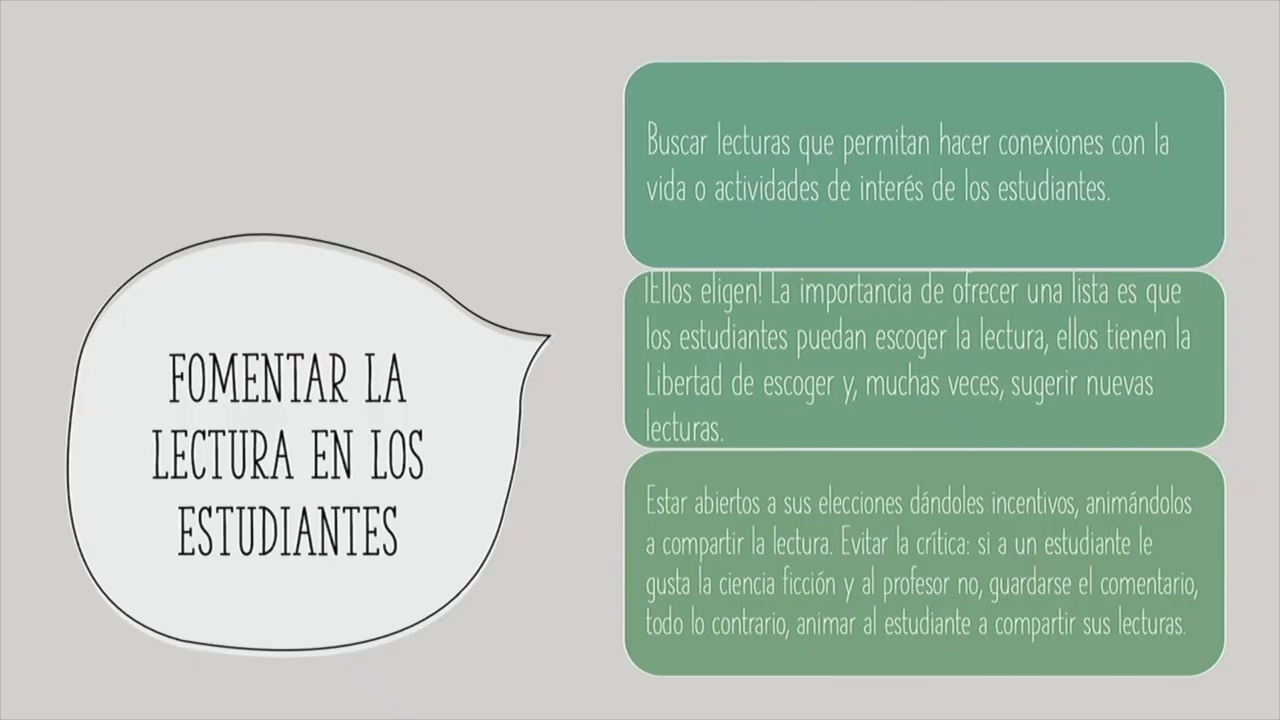 FOMENTAR LA
LECTURA EN LOS
ESTUDIANTES
Buscar lecturas que permitan hacer conexiones con la
vida o actividades de interés de los estudiantes.
¡Ellos eligen! La importancia de ofrecer una lista es que
los estudiantes puedan escoger la lectura, ellos tienen la
Libertad de escoger y, muchas veces, sugerir nuevas
lecturas.
Estar abiertos a sus elecciones dándoles incentivos, animándolos
a compartir la lectura. Evitar la crítica: si a un estudiante le
gusta la ciencia ficción y al profesor no, guardarse el comentario,
todo lo contrario, animar al estudiante a compartir sus lecturas.